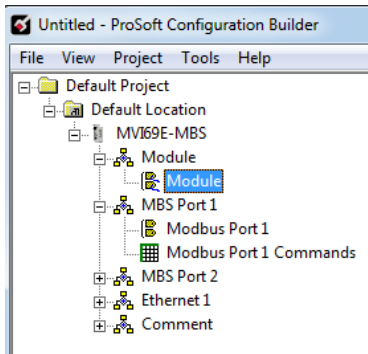 Untitled - ProSoft Configuration Builder
File View Project Tools Help
Default Project
Default Location
MVI69E-MBS
Module
Module
MBS Port 1
Modbus Port 1
Modbus Port 1 Commands
MBS Port 2
Ethernet 1
Comment